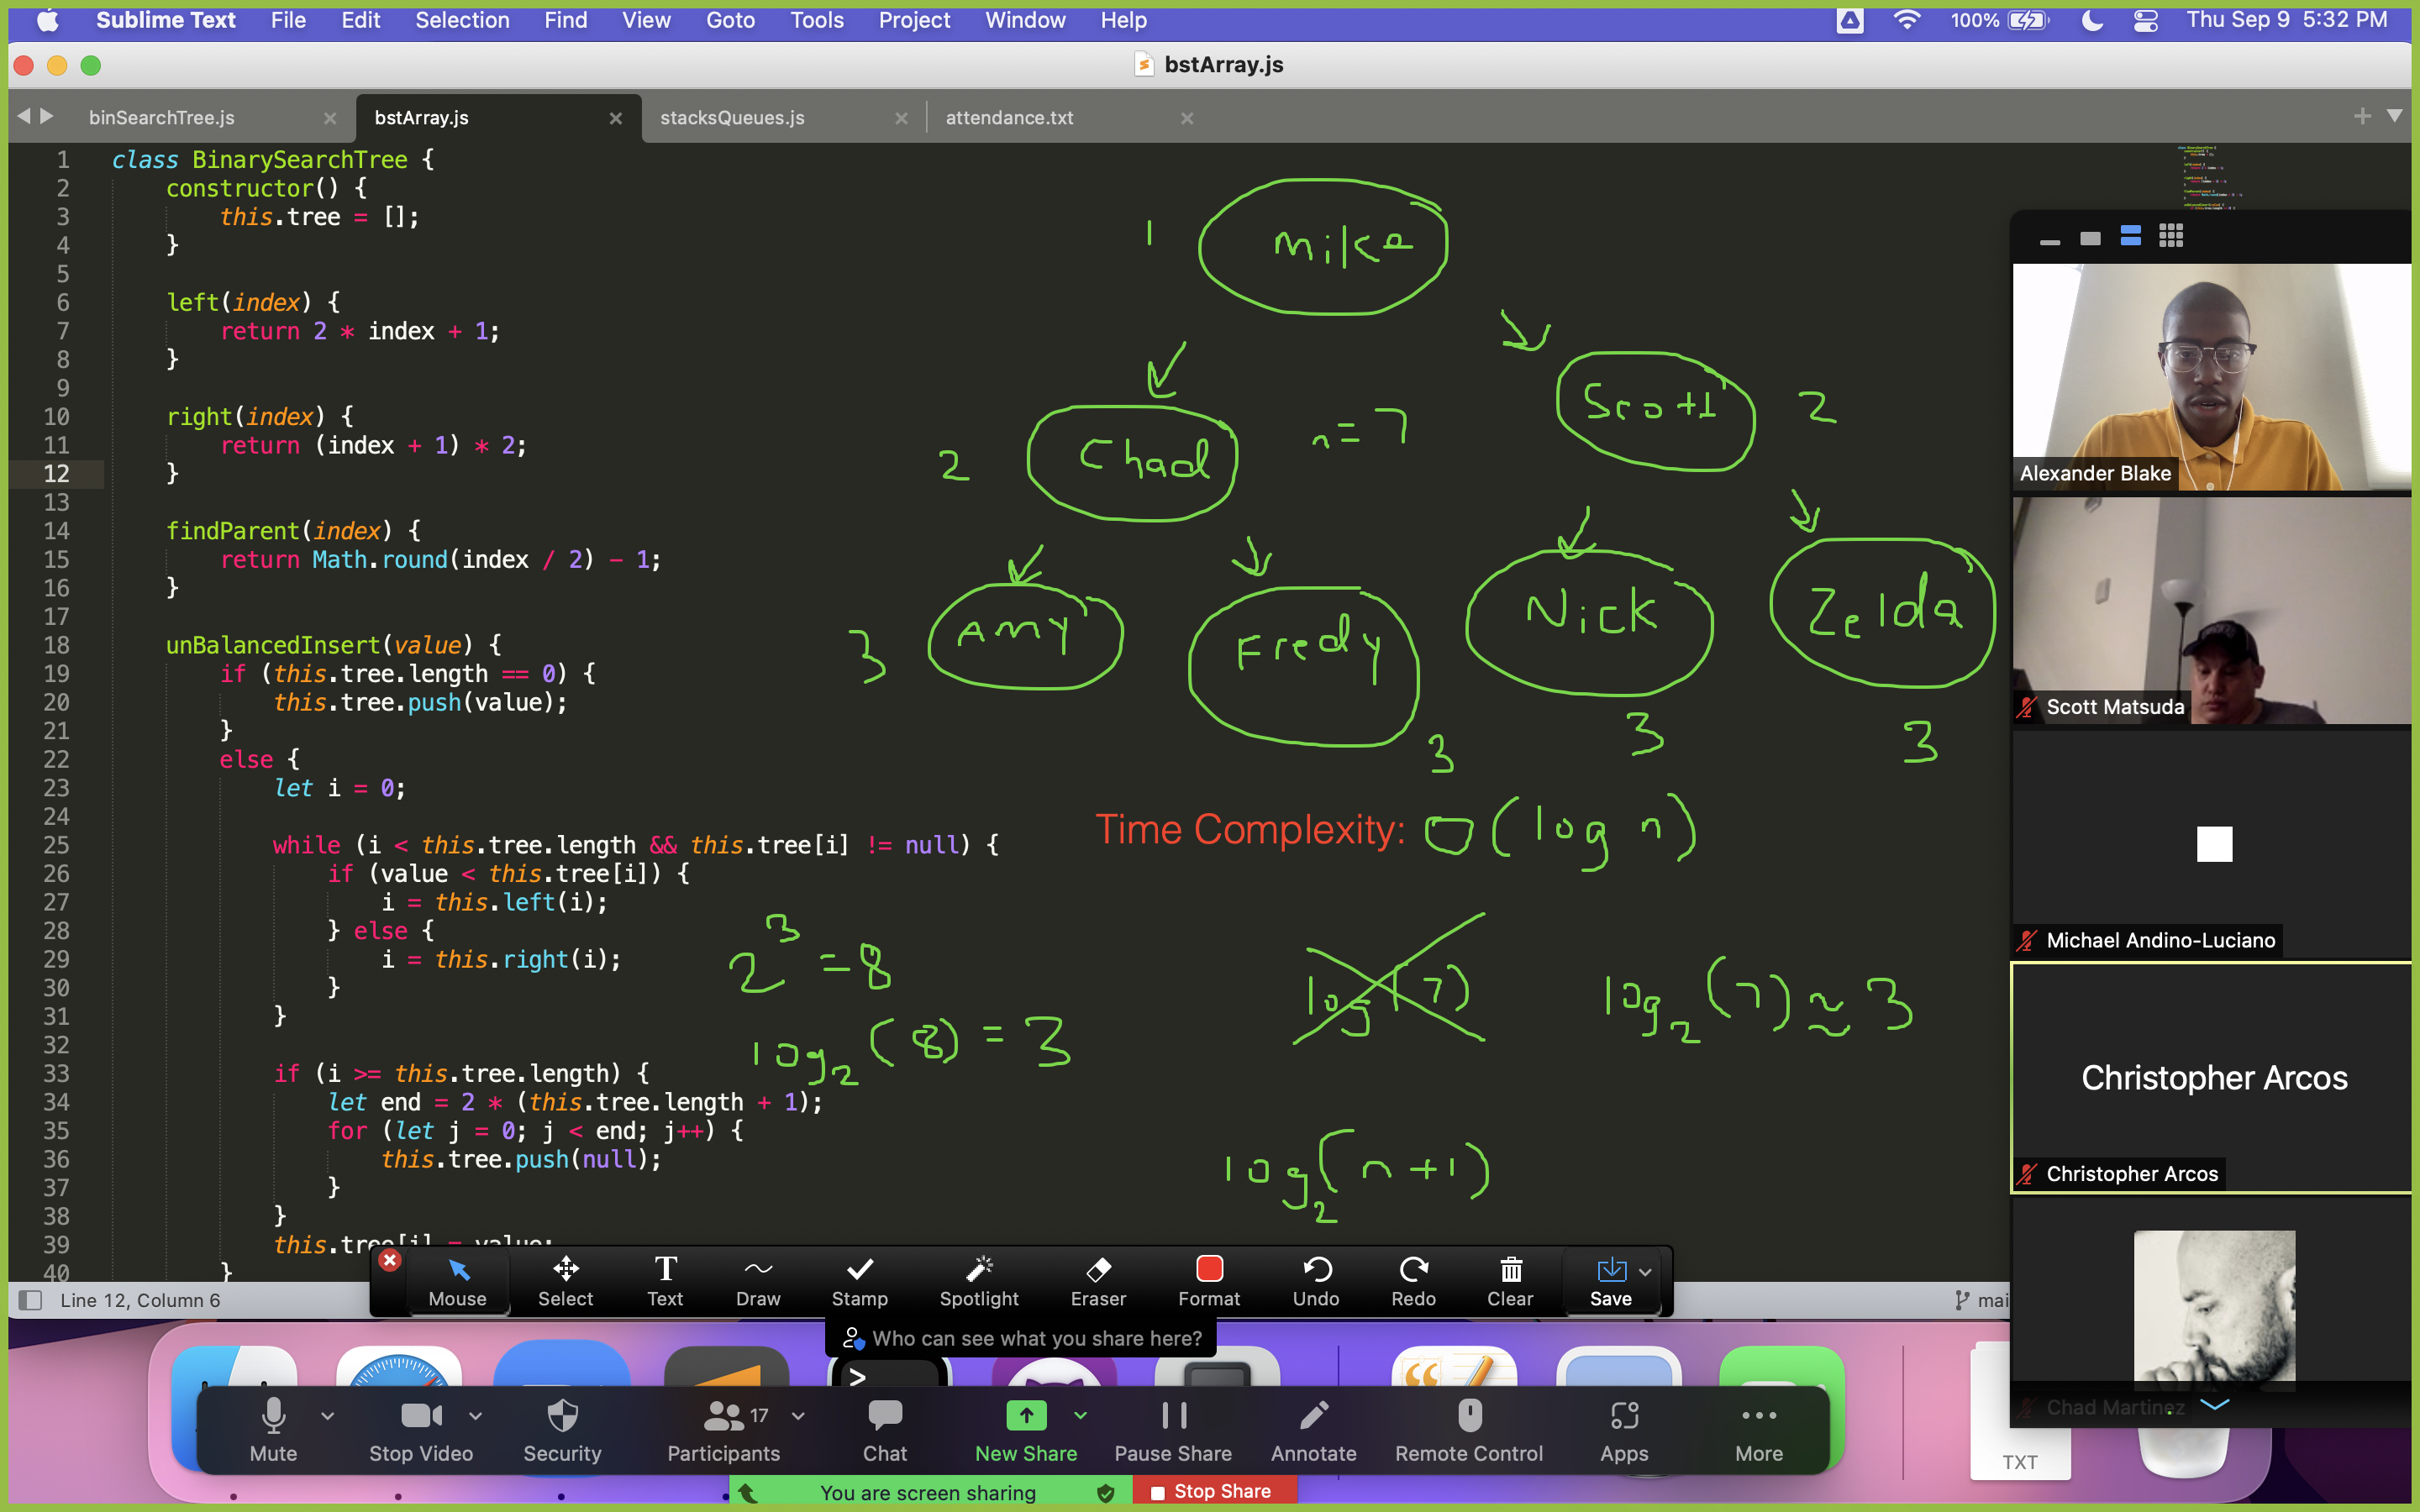 Sublime Text File Edit Selection Find View Goto Tools Project Window Help 100% Thu Sep 9 5:32 PM
bstArray.js
binSearchTree.js bstArray.js stacksQueues.js attendance.txt
1 class BinarySearchTree {
2 constructor() {
3 this.tree = [];
4 }
5
6 left(index) {
7 return 2 * index + 1;
8 }
9
10 right(index) {
11 return (index + 1) * 2;
12 }
13
14 findParent(index) {
15 return Math.round(index / 2) - 1;
16 }
17
18 unBalancedInsert(value) {
19 if (this.tree.length == 0) {
20 this.tree.push(value);
21 }
22 else {
23 let i = 0;
24
25 while (i < this.tree.length && this.tree[i] != null) {
26 if (value < this.tree[i]) {
27 i = this.left(i);
28 } else {
29 i = this.right(i);
30 }
31 }
32
33 if (i >= this.tree.length) {
34 let end = 2 * (this.tree.length + 1);
35 for (let j = 0; j < end; j++) {
36 this.tree.push(null);
37 }
38 }
39 this.tree[i] = value;
40 }
1 Mike
Scott 2
2 Chad n=7
3 Amy Fredy 3 Nick 3 Zelda 3
Time Complexity: O(log n)
2^3 = 8
log2(8) = 3
log(7)
log2(7) ≈ 3
log2(n+1)
Alexander Blake
Scott Matsuda
Michael Andino-Luciano
Christopher Arcos
Christopher Arcos
Chad Martinez
Mouse Select Text Draw Stamp Spotlight Eraser Format Undo Redo Clear Save
Line 12, Column 6
mai
Who can see what you share here?
17
Mute Stop Video Security Participants Chat New Share Pause Share Annotate Remote Control Apps More
TXT
You are screen sharing Stop Share